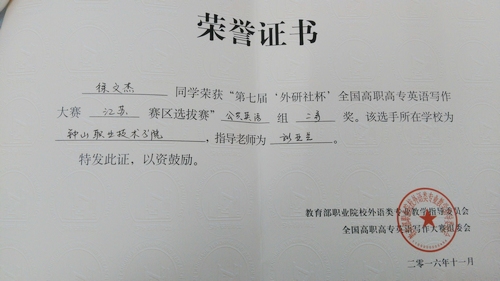 荣誉证书
徐文杰 同学荣获“第七届‘外研社杯’全国高职高专英语写作
大赛 江苏 赛区选拔赛” 公共英语 组 二等 奖。该选手所在学校为
钟山职业技术学院 ，指导老师为 。
特发此证，以资鼓励。
教育部职业院校外语类专业教学指导委员会
全国高职高专英语写作大赛组委会
二〇一六年十一月